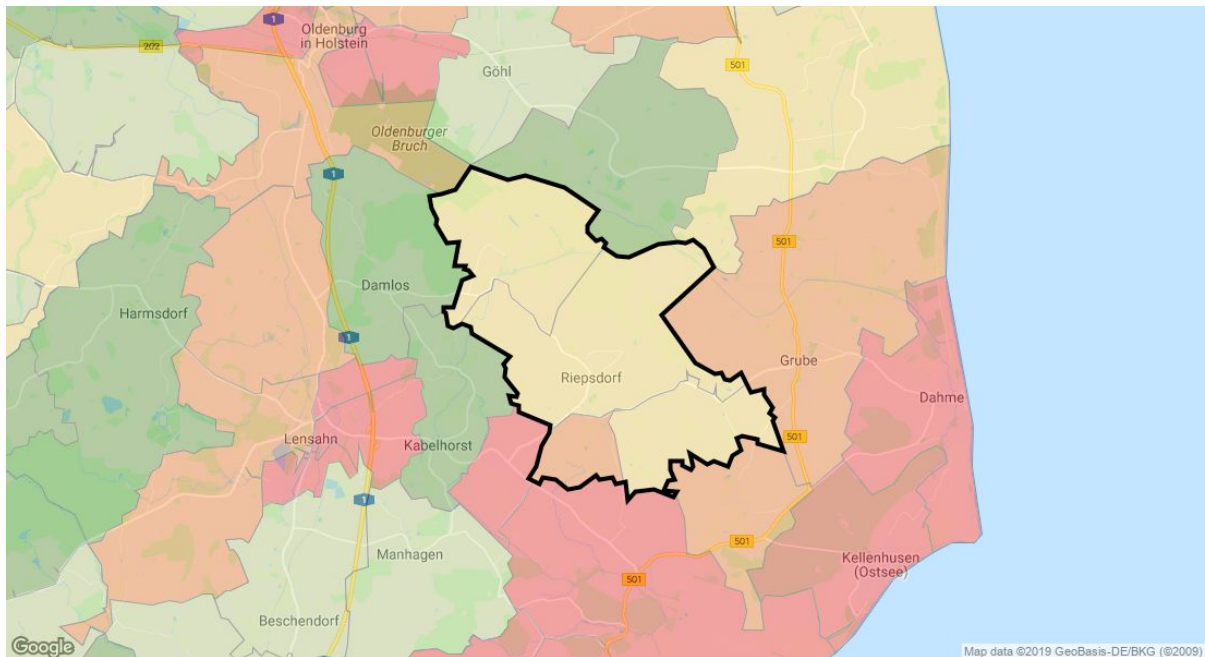 1
Oldenburg
in Holstein
202
Göhl
501
Oldenburger
Bruch
1
501
Damlos
Harmsdorf
1
Grube
Riepsdorf
Dahme
Lensahn
Kabelhorst
501
1
Manhagen
501
Kellenhusen
(Ostsee)
501
Beschendorf
Google
Map data ©2019 GeoBasis-DE/BKG (©2009)